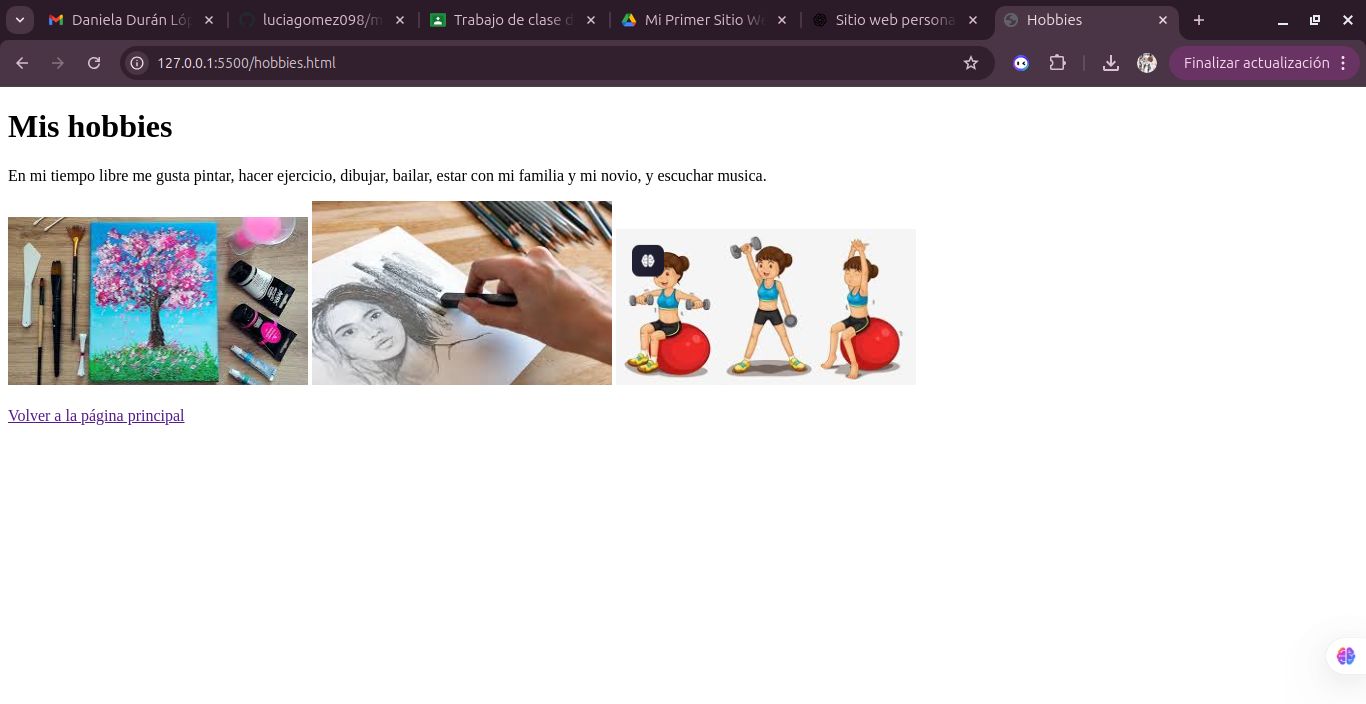 Daniela Durán Lóp
luciagomez098/m
Trabajo de clase d
Mi Primer Sitio We
Sitio web persona
Hobbies
127.0.0.1:5500/hobbies.html
Finalizar actualización
Mis hobbies
En mi tiempo libre me gusta pintar, hacer ejercicio, dibujar, bailar, estar con mi familia y mi novio, y escuchar musica.
Volver a la página principal